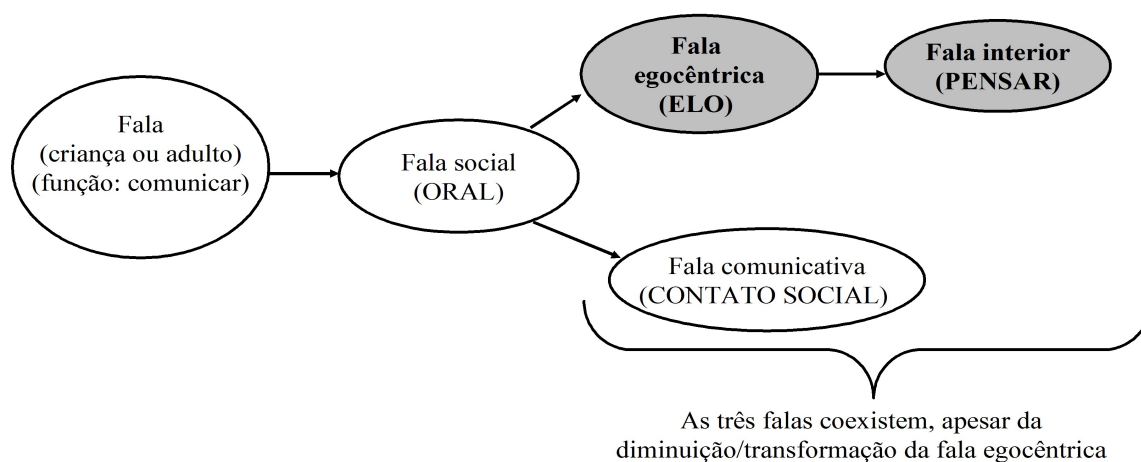 Fala
(criança ou adulto)
(função: comunicar)
Fala social
(ORAL)
Fala
egocêntrica
(ELO)
Fala interior
(PENSAR)
Fala comunicativa
(CONTATO SOCIAL)
As três falas coexistem, apesar da
diminuição/transformação da fala egocêntrica